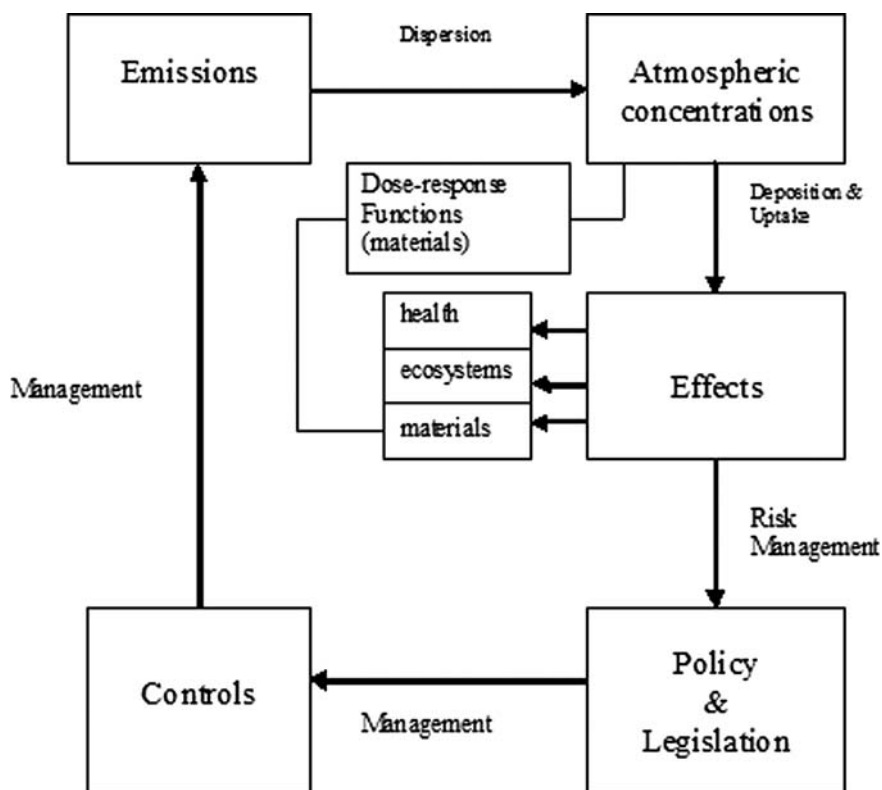 Dispersion
Emissions
Atmospheric
concentrations
Dose-response
Functions
(materials)
Deposition &
Uptake
health
ecosystems
materials
Effects
Management
Risk
Management
Controls
Management
Policy
&
Legislation